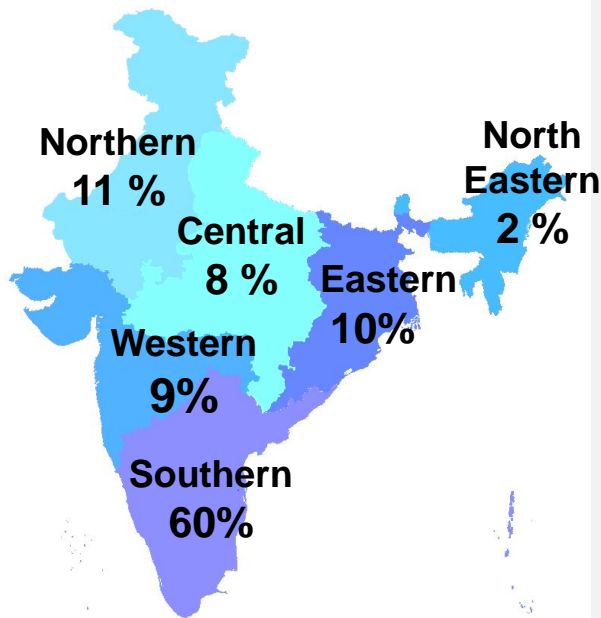 Northern
11 %
North
Eastern
2 %
Central
8 %
Eastern
10%
Western
9%
Southern
60%